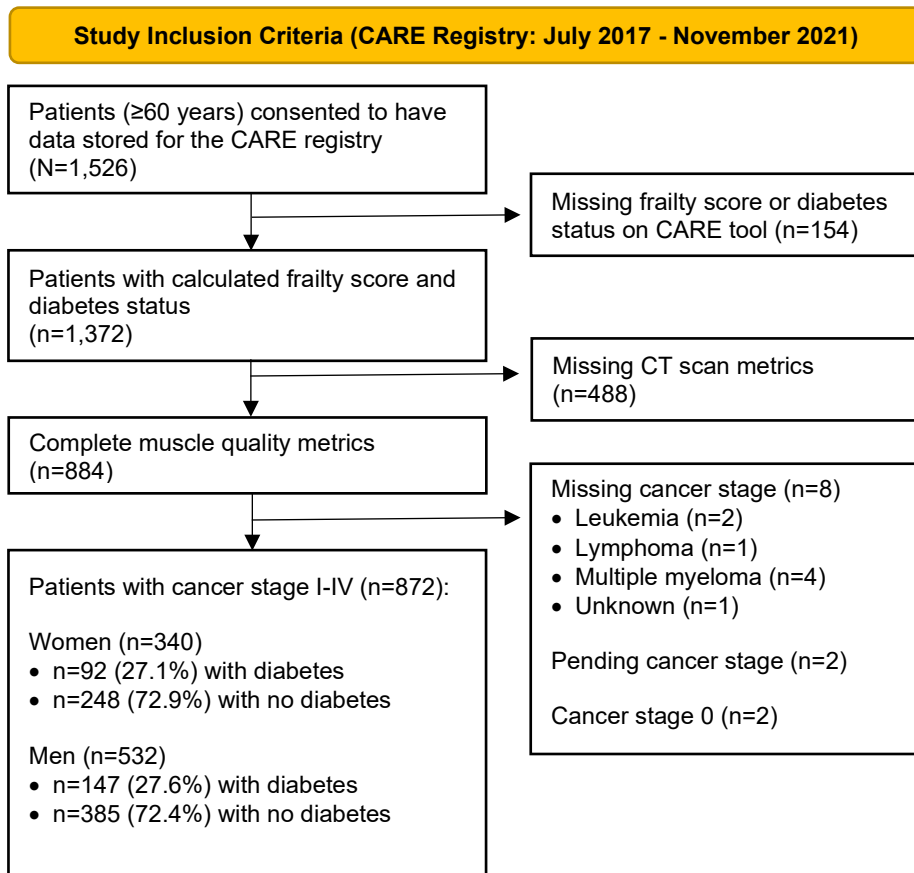 Study Inclusion Criteria (CARE Registry: July 2017 - November 2021)
Patients (≥60 years) consented to have
data stored for the CARE registry
(N=1,526)
Missing frailty score or diabetes
status on CARE tool (n=154)
Patients with calculated frailty score and
diabetes status
(n=1,372)
Missing CT scan metrics
(n=488)
Complete muscle quality metrics
(n=884)
Missing cancer stage (n=8)
• Leukemia (n=2)
• Lymphoma (n=1)
• Multiple myeloma (n=4)
• Unknown (n=1)
Pending cancer stage (n=2)
Cancer stage 0 (n=2)
Patients with cancer stage I-IV (n=872):
Women (n=340)
• n=92 (27.1%) with diabetes
• n=248 (72.9%) with no diabetes
Men (n=532)
• n=147 (27.6%) with diabetes
• n=385 (72.4%) with no diabetes